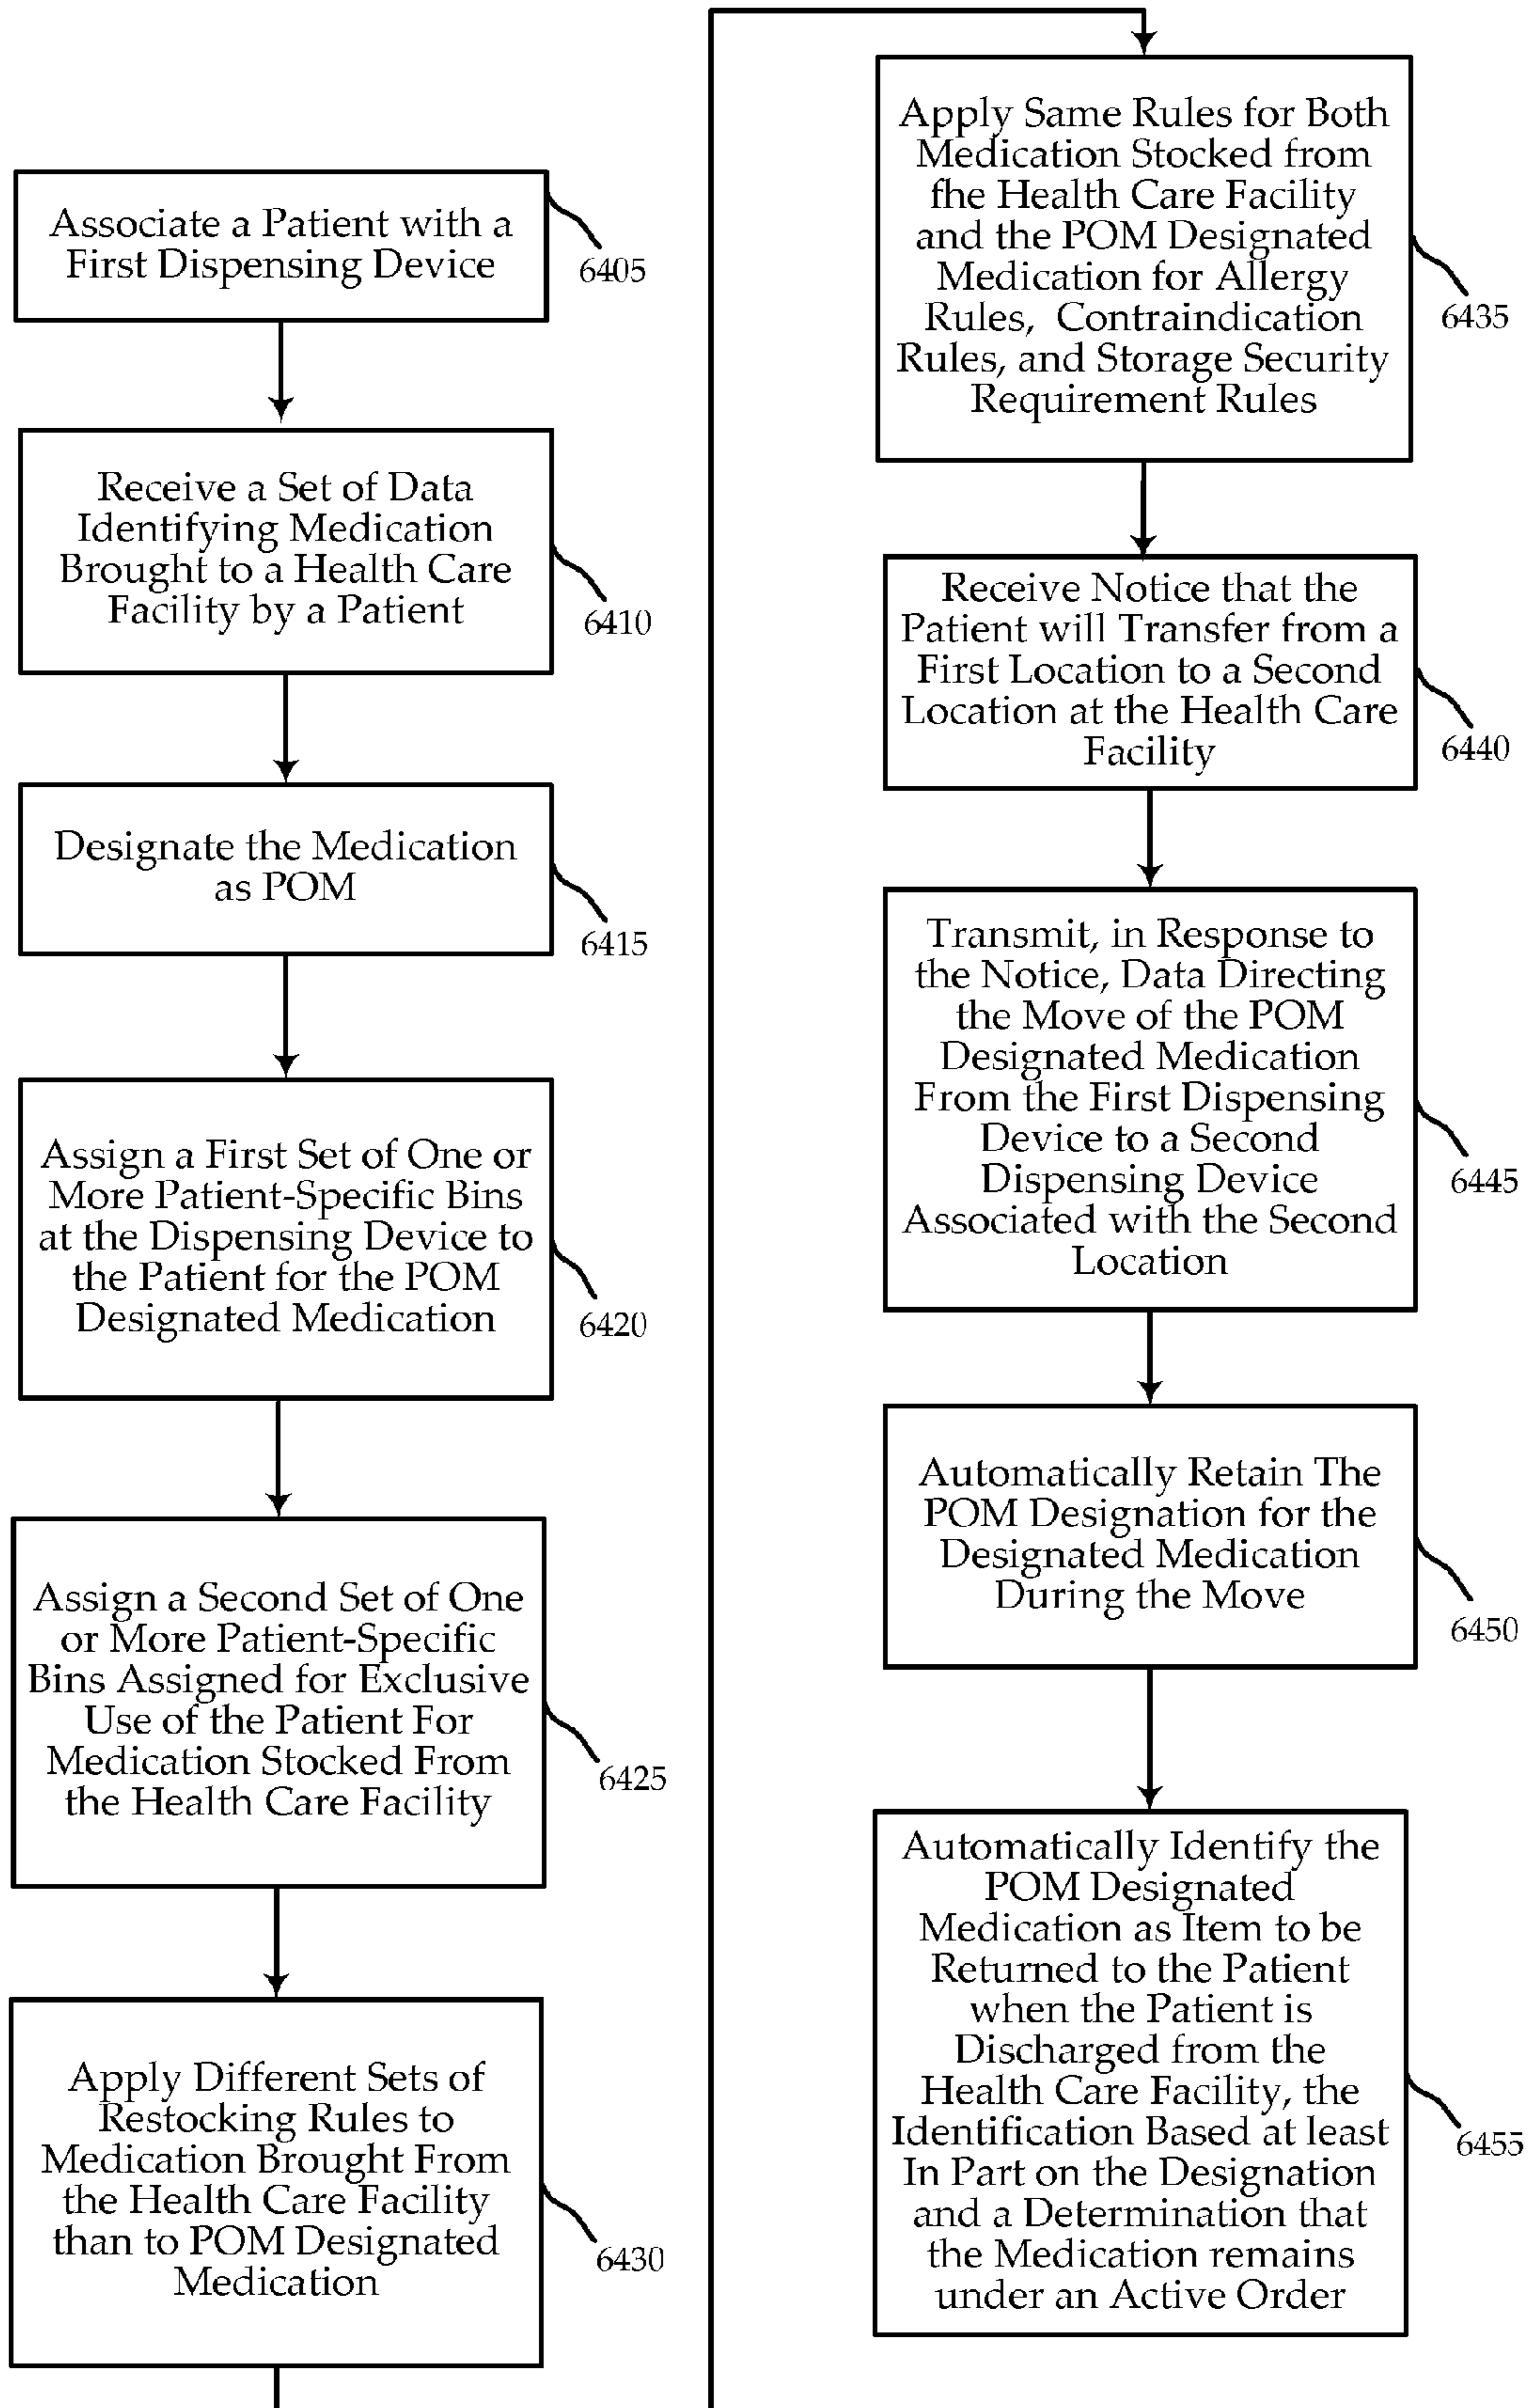 Associate a Patient with a
First Dispensing Device
6405
Receive a Set of Data
Identifying Medication
Brought to a Health Care
Facility by a Patient
6410
Designate the Medication
as POM
6415
Assign a First Set of One or
More Patient-Specific Bins
at the Dispensing Device to
the Patient for the POM
Designated Medication
6420
Assign a Second Set of One
or More Patient-Specific
Bins Assigned for Exclusive
Use of the Patient For
Medication Stocked From
the Health Care Facility
6425
Apply Different Sets of
Restocking Rules to
Medication Brought From
the Health Care Facility
than to POM Designated
Medication
6430
Apply Same Rules for Both
Medication Stocked from
fhe Health Care Facility
and the POM Designated
Medication for Allergy
Rules, Contraindication
Rules, and Storage Security
Requirement Rules
6435
Receive Notice that the
Patient will Transfer from a
First Location to a Second
Location at the Health Care
Facility
6440
Transmit, in Response to
the Notice, Data Directing
the Move of the POM
Designated Medication
From the First Dispensing
Device to a Second
Dispensing Device
Associated with the Second
Location
6445
Automatically Retain The
POM Designation for the
Designated Medication
During the Move
6450
Automatically Identify the
POM Designated
Medication as Item to be
Returned to the Patient
when the Patient is
Discharged from the
Health Care Facility, the
Identification Based at least
In Part on the Designation
and a Determination that
the Medication remains
under an Active Order
6455